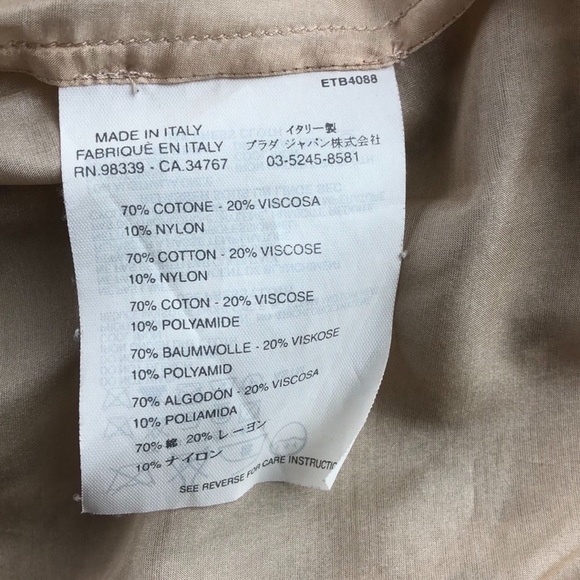 ETB4088
MADE IN ITALY
FABRIQUÉ EN ITALY
RN.98339 - CA.34767
イタリー製
プラダ ジャパン株式会社
03-5245-8581
70% COTONE - 20% VISCOSA
10% NYLON
70% COTTON - 20% VISCOSA
10% NYLON
70% COTON - 20% VISCOSE
10% POLYAMIDE
70% BAUMWOLLE - 20% VISKOSE
10% POLYAMID
70% ALGODÓN - 20% VISCOSA
10% POLIAMIDA
70% 綿 20% レーヨン
10% ナイロン
SEE REVERSE FOR CARE INSTRUCTIO